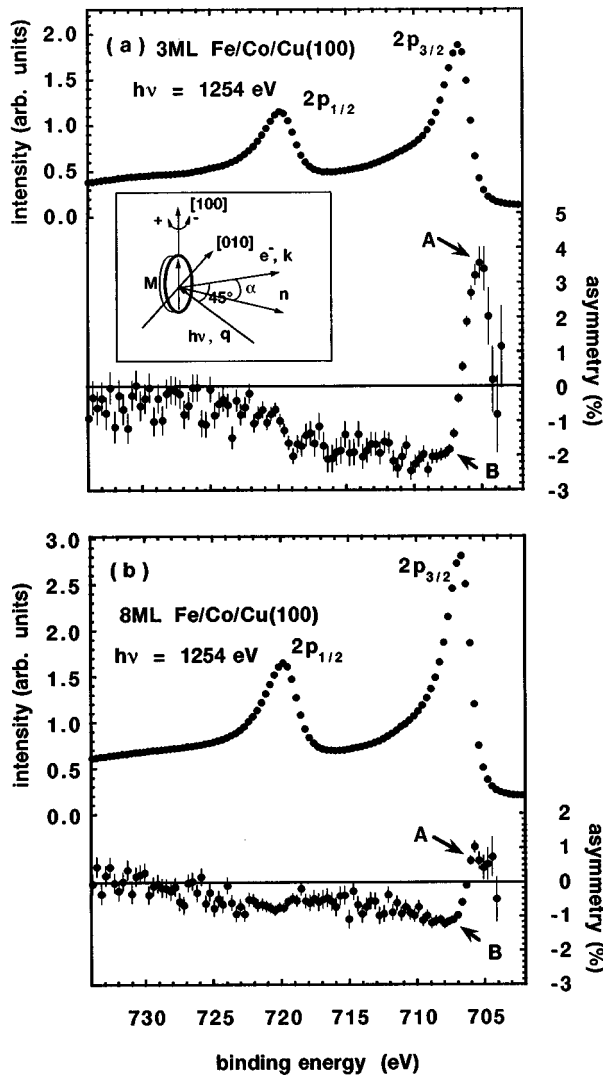 (a) 3ML Fe/Co/Cu(100)
hν = 1254 eV
2p1/2
2p3/2
intensity (arb. units)
2.0
1.5
1.0
0.5
0.0
[100]
+ -
[010]
e⁻, k
M
45°
α
n
hν, q
A
B
asymmetry (%)
5
4
3
2
1
0
-1
-2
-3
(b)
8ML Fe/Co/Cu(100)
hν = 1254 eV
2p1/2
2p3/2
intensity (arb. units)
3.0
2.5
2.0
1.5
1.0
0.5
0.0
A
B
asymmetry (%)
2
1
0
-1
-2
-3
730 725 720 715 710 705
binding energy (eV)